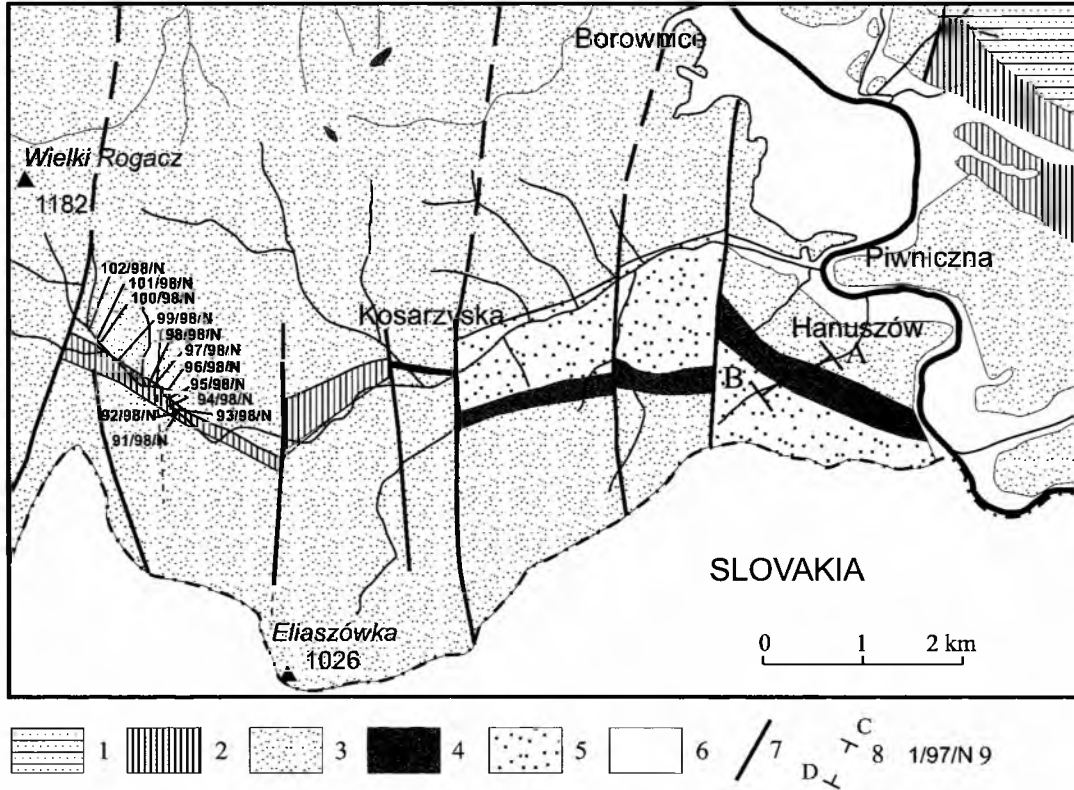 Borownice
Wielki Rogacz
1182
102/98/N
101/98/N
100/98/N
99/98/N
98/98/N
97/98/N
96/98/N
95/98/N
94/98/N
92/98/N 93/98/N
91/98/N
Kosarzyska
Piwniczna
Hanuszów
A
B
SLOVAKIA
Eliaszówka
1026
0 1 2 km
1 2 3 4 5 6 7 C D 8 1/97/N 9